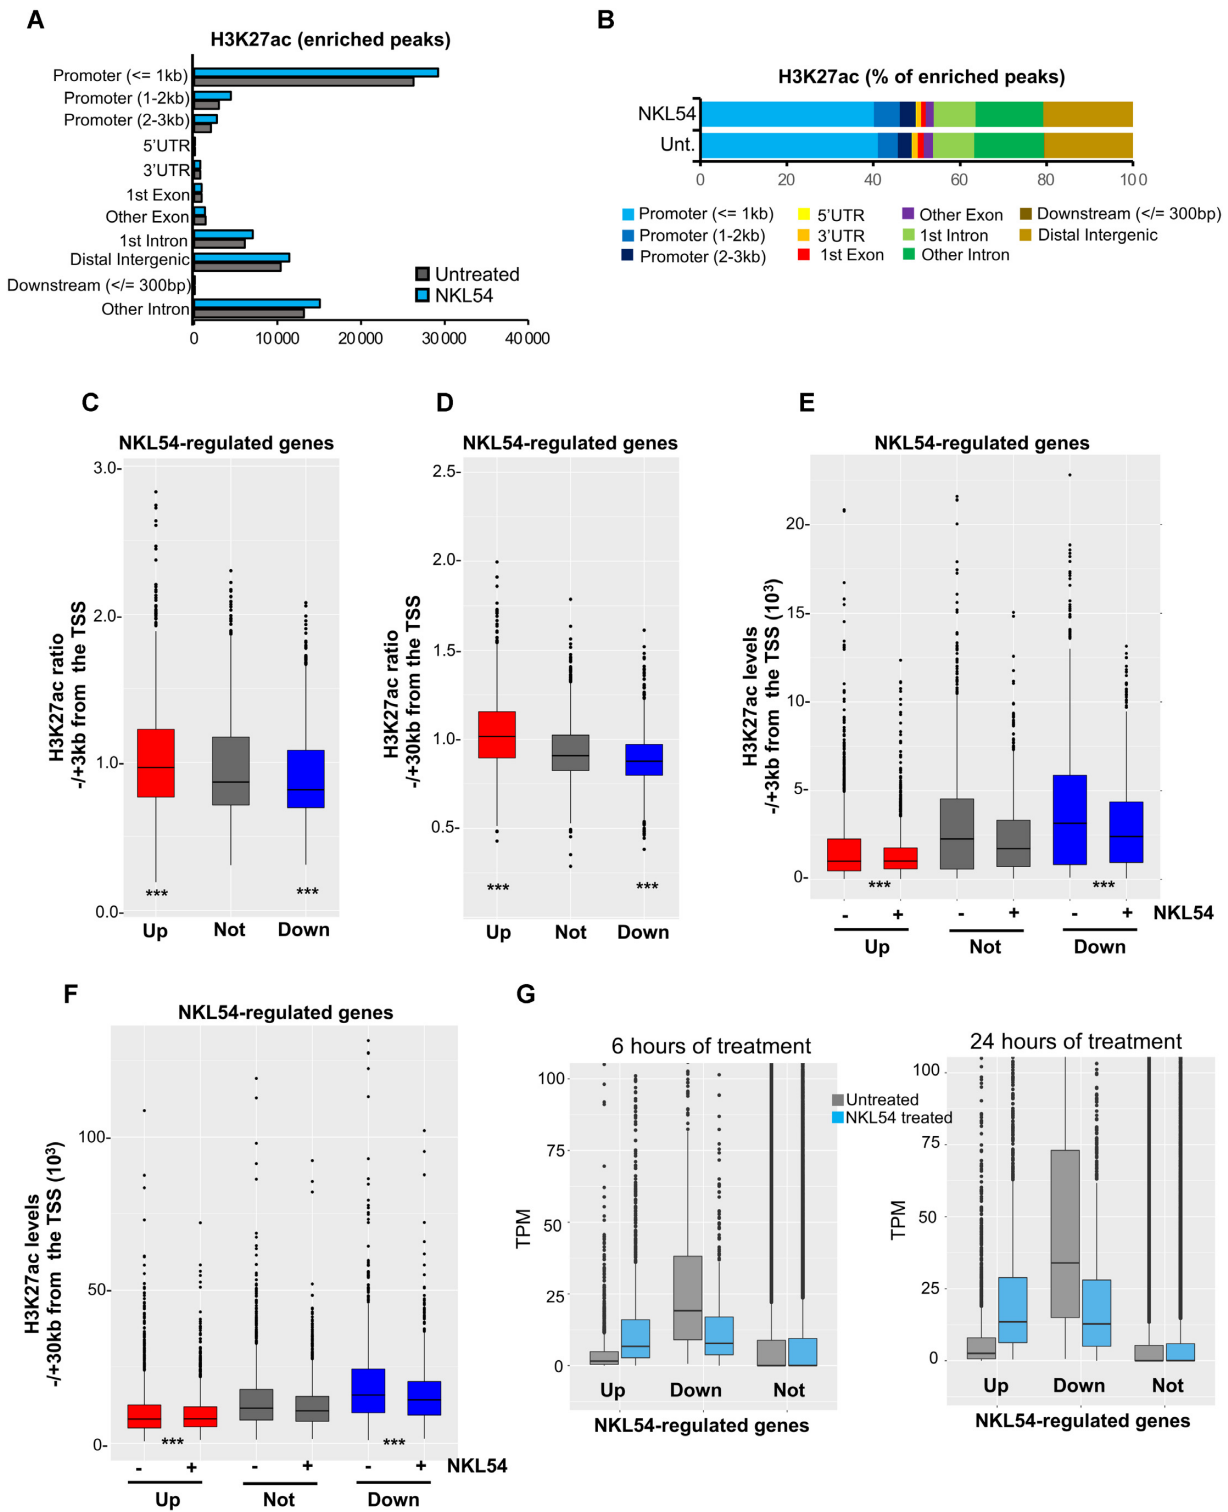 A
H3K27ac (enriched peaks)
Promoter (<= 1kb)
Promoter (1-2kb)
Promoter (2-3kb)
5'UTR
3'UTR
1st Exon
Other Exon
1st Intron
Distal Intergenic
Downstream (</= 300bp)
Other Intron
Untreated
NKL54
0 10000 20000 30000 40000
B
H3K27ac (% of enriched peaks)
NKL54
Unt.
0 20 40 60 80 100
Promoter (<= 1kb) 5'UTR Other Exon Downstream (</= 300bp)
Promoter (1-2kb) 3'UTR 1st Intron Distal Intergenic
Promoter (2-3kb) 1st Exon Other Intron
C
NKL54-regulated genes
H3K27ac ratio
-/+3kb from the TSS
3.0
2.0
1.0
0.0
*** ***
Up Not Down
D
NKL54-regulated genes
H3K27ac ratio
-/+30kb from the TSS
2.5
2.0
1.5
1.0
0.5
*** ***
Up Not Down
E
NKL54-regulated genes
H3K27ac levels
-/+3kb from the TSS (10³)
20
15
10
5
0
*** ***
- + - + - + NKL54
Up Not Down
F
NKL54-regulated genes
H3K27ac levels
-/+30kb from the TSS (10³)
100
50
0
*** ***
- + - + - + NKL54
Up Not Down
G
6 hours of treatment
TPM
100
75
50
25
0
Up Down Not
NKL54-regulated genes
Untreated
NKL54 treated
24 hours of treatment
TPM
100
75
50
25
0
Up Down Not
NKL54-regulated genes